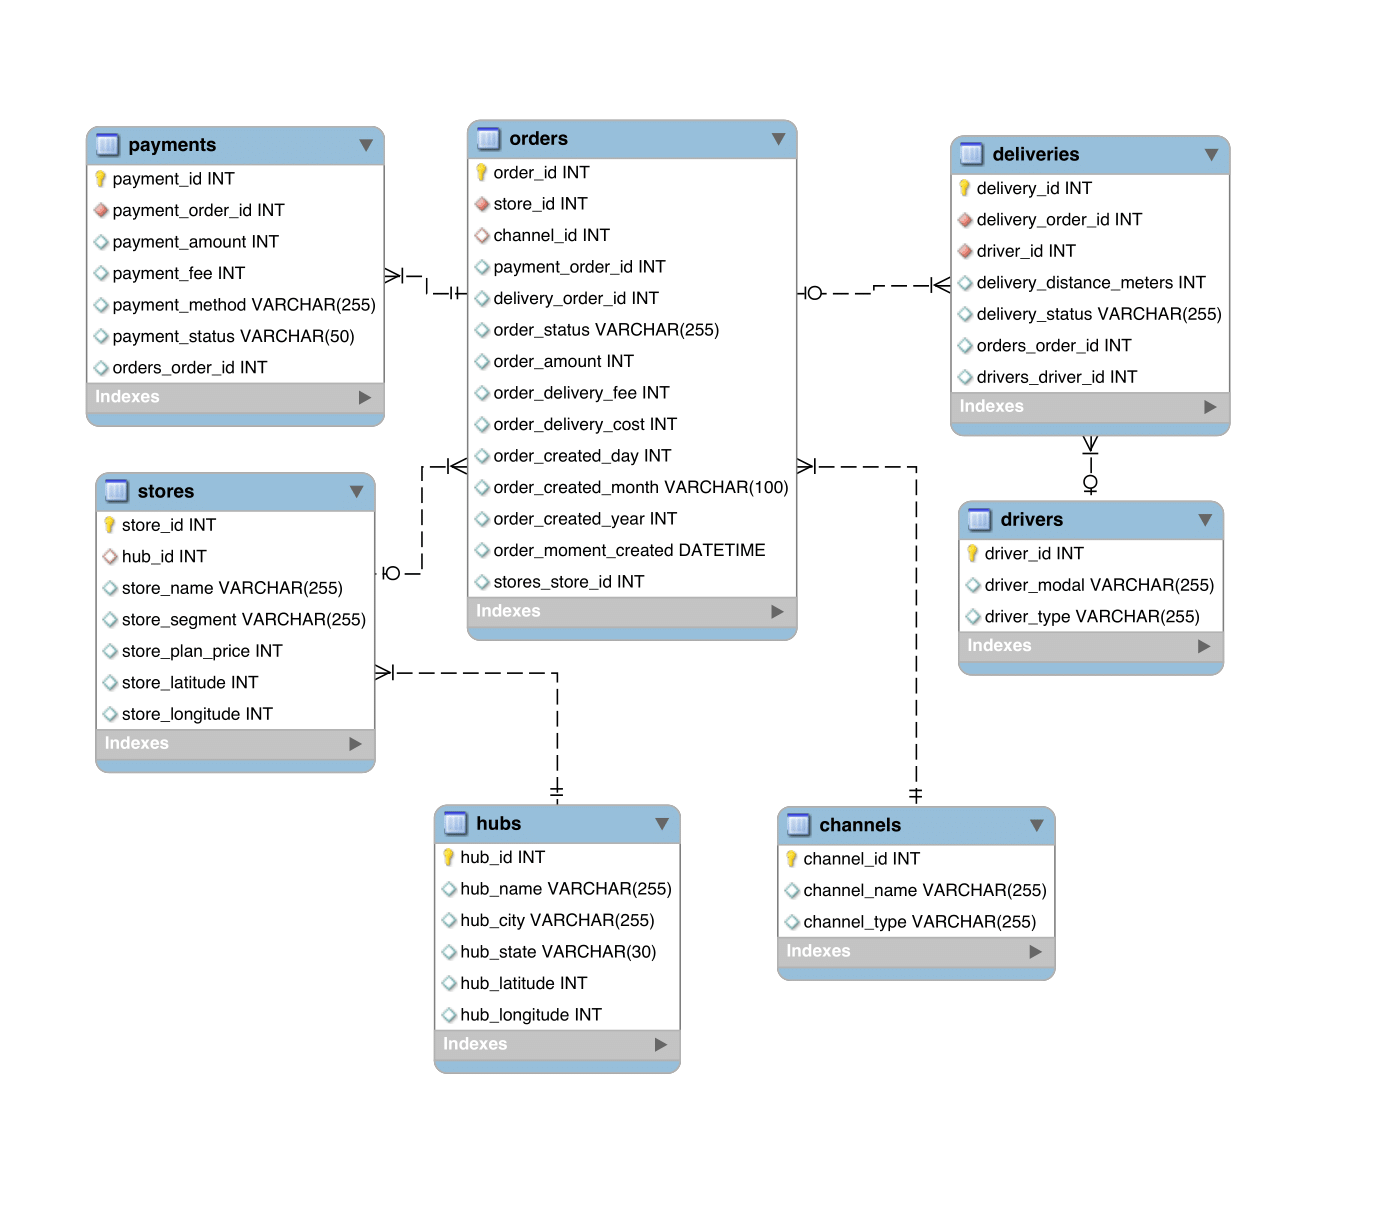 payments
payment_id INT
payment_order_id INT
payment_amount INT
payment_fee INT
payment_method VARCHAR(255)
payment_status VARCHAR(50)
orders_order_id INT
Indexes
orders
order_id INT
store_id INT
channel_id INT
payment_order_id INT
delivery_order_id INT
order_status VARCHAR(255)
order_amount INT
order_delivery_fee INT
order_delivery_cost INT
order_created_day INT
order_created_month VARCHAR(100)
order_created_year INT
order_moment_created DATETIME
stores_store_id INT
Indexes
deliveries
delivery_id INT
delivery_order_id INT
driver_id INT
delivery_distance_meters INT
delivery_status VARCHAR(255)
orders_order_id INT
drivers_driver_id INT
Indexes
stores
store_id INT
hub_id INT
store_name VARCHAR(255)
store_segment VARCHAR(255)
store_plan_price INT
store_latitude INT
store_longitude INT
Indexes
drivers
driver_id INT
driver_modal VARCHAR(255)
driver_type VARCHAR(255)
Indexes
hubs
hub_id INT
hub_name VARCHAR(255)
hub_city VARCHAR(255)
hub_state VARCHAR(30)
hub_latitude INT
hub_longitude INT
Indexes
channels
channel_id INT
channel_name VARCHAR(255)
channel_type VARCHAR(255)
Indexes